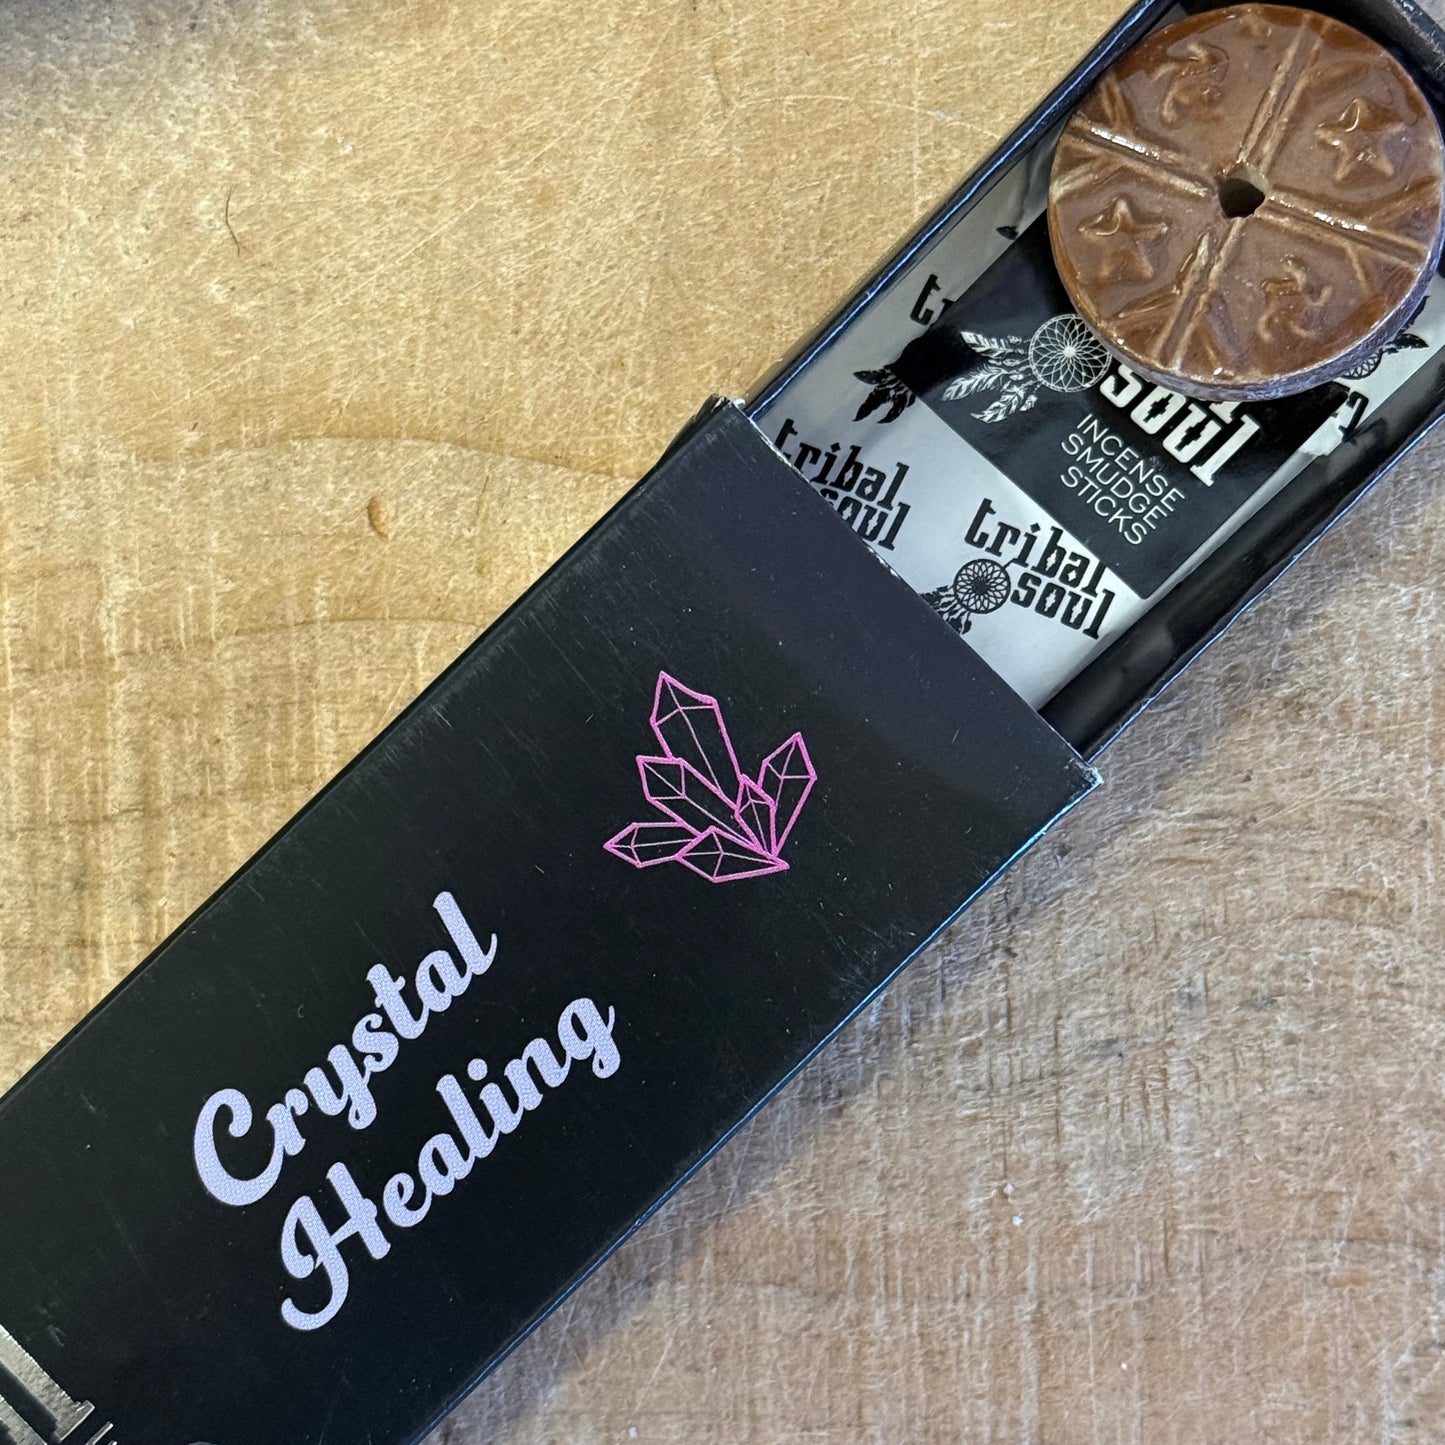 Crystal
Healing
tribal
soul
tribal
soul
soul
INCENSE
SMUDGE
STICKS